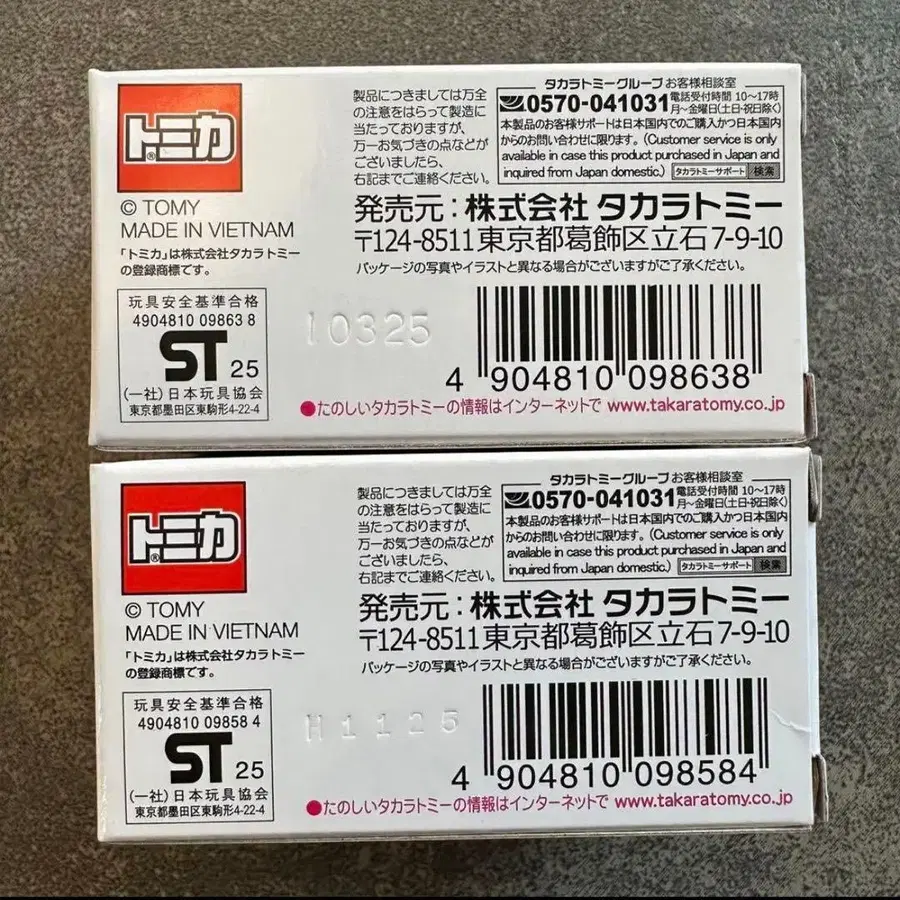 トミカ®
© TOMY
MADE IN VIETNAM
「トミカ」は株式会社タカラトミー
の登録商標です。
玩具安全基準合格
4904810 09863 8
ST 25
(一社)日本玩具協会
東京都墨田区東駒形4-22-4
製品につきましては万全
の注意をはらって製造に
当たっておりますが、
万一お気づきの点などが
ございましたら、
右記までご連絡ください。
タカラトミーグループ お客様相談室
0570-041031 電話受付時間 10〜17時
月〜金曜日(土・日・祝日除く)
本製品のお客様サポートは日本国内でのご購入かつ日本国内
からのお問い合わせに限ります。(Customer service is only
available in case this product purchased in Japan and
inquired from Japan domestic.) タカラトミーサポート 検索
発売元:株式会社 タカラトミー
〒124-8511東京都葛飾区立石7-9-10
パッケージの写真やイラストと異なる場合がございますがご了承ください。
I0325
4 904810 098638
●たのしいタカラトミーの情報はインターネットで www.takaratomy.co.jp
トミカ®
© TOMY
MADE IN VIETNAM
「トミカ」は株式会社タカラトミー
の登録商標です。
玩具安全基準合格
4904810 09858 4
ST 25
(一社)日本玩具協会
東京都墨田区東駒形4-22-4
製品につきましては万全
の注意をはらって製造に
当たっておりますが、
万一お気づきの点などが
ございましたら、
右記までご連絡ください。
タカラトミーグループ お客様相談室
0570-041031 電話受付時間 10〜17時
月〜金曜日(土・日・祝日除く)
本製品のお客様サポートは日本国内でのご購入かつ日本国内
からのお問い合わせに限ります。(Customer service is only
available in case this product purchased in Japan and
inquired from Japan domestic.) タカラトミーサポート 検索
発売元:株式会社 タカラトミー
〒124-8511東京都葛飾区立石7-9-10
パッケージの写真やイラストと異なる場合がございますがご了承ください。
H1125
4 904810 098584
●たのしいタカラトミーの情報はインターネットで www.takaratomy.co.jp